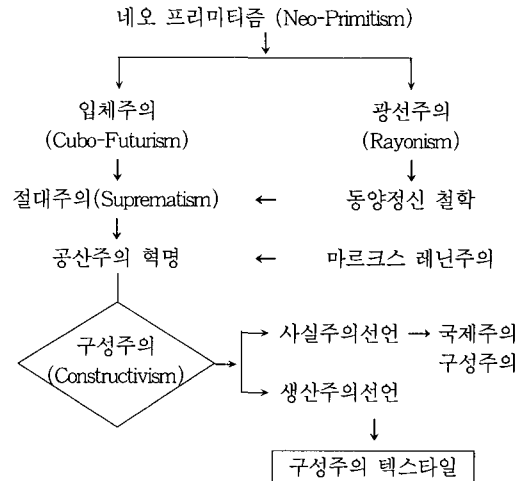 네오 프리미티즘 (Neo-Primitism)
입체주의 광선주의
(Cubo-Futurism) (Rayonism)
절대주의(Suprematism) ← 동양정신 철학
공산주의 혁명 ← 마르크스 레닌주의
구성주의
(Constructivism)
사실주의선언 → 국제주의
구성주의
생산주의선언
구성주의 텍스타일